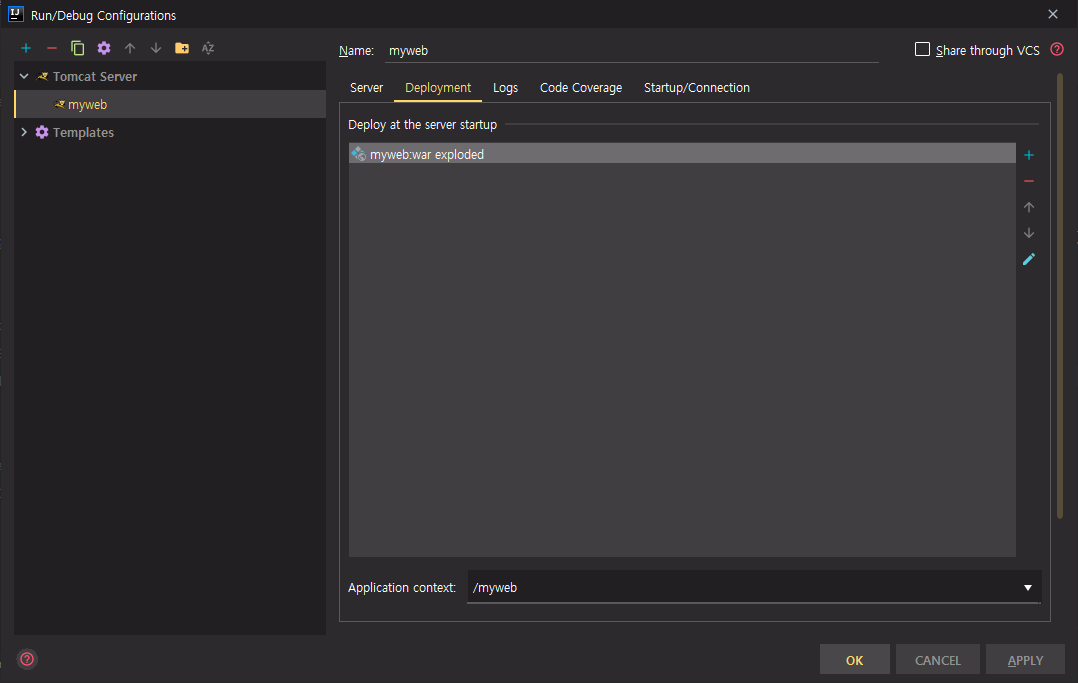 IJ Run/Debug Configurations
Name: myweb
Share through VCS
Tomcat Server
myweb
Templates
Server Deployment Logs Code Coverage Startup/Connection
Deploy at the server startup
myweb:war exploded
Application context: /myweb
OK CANCEL APPLY